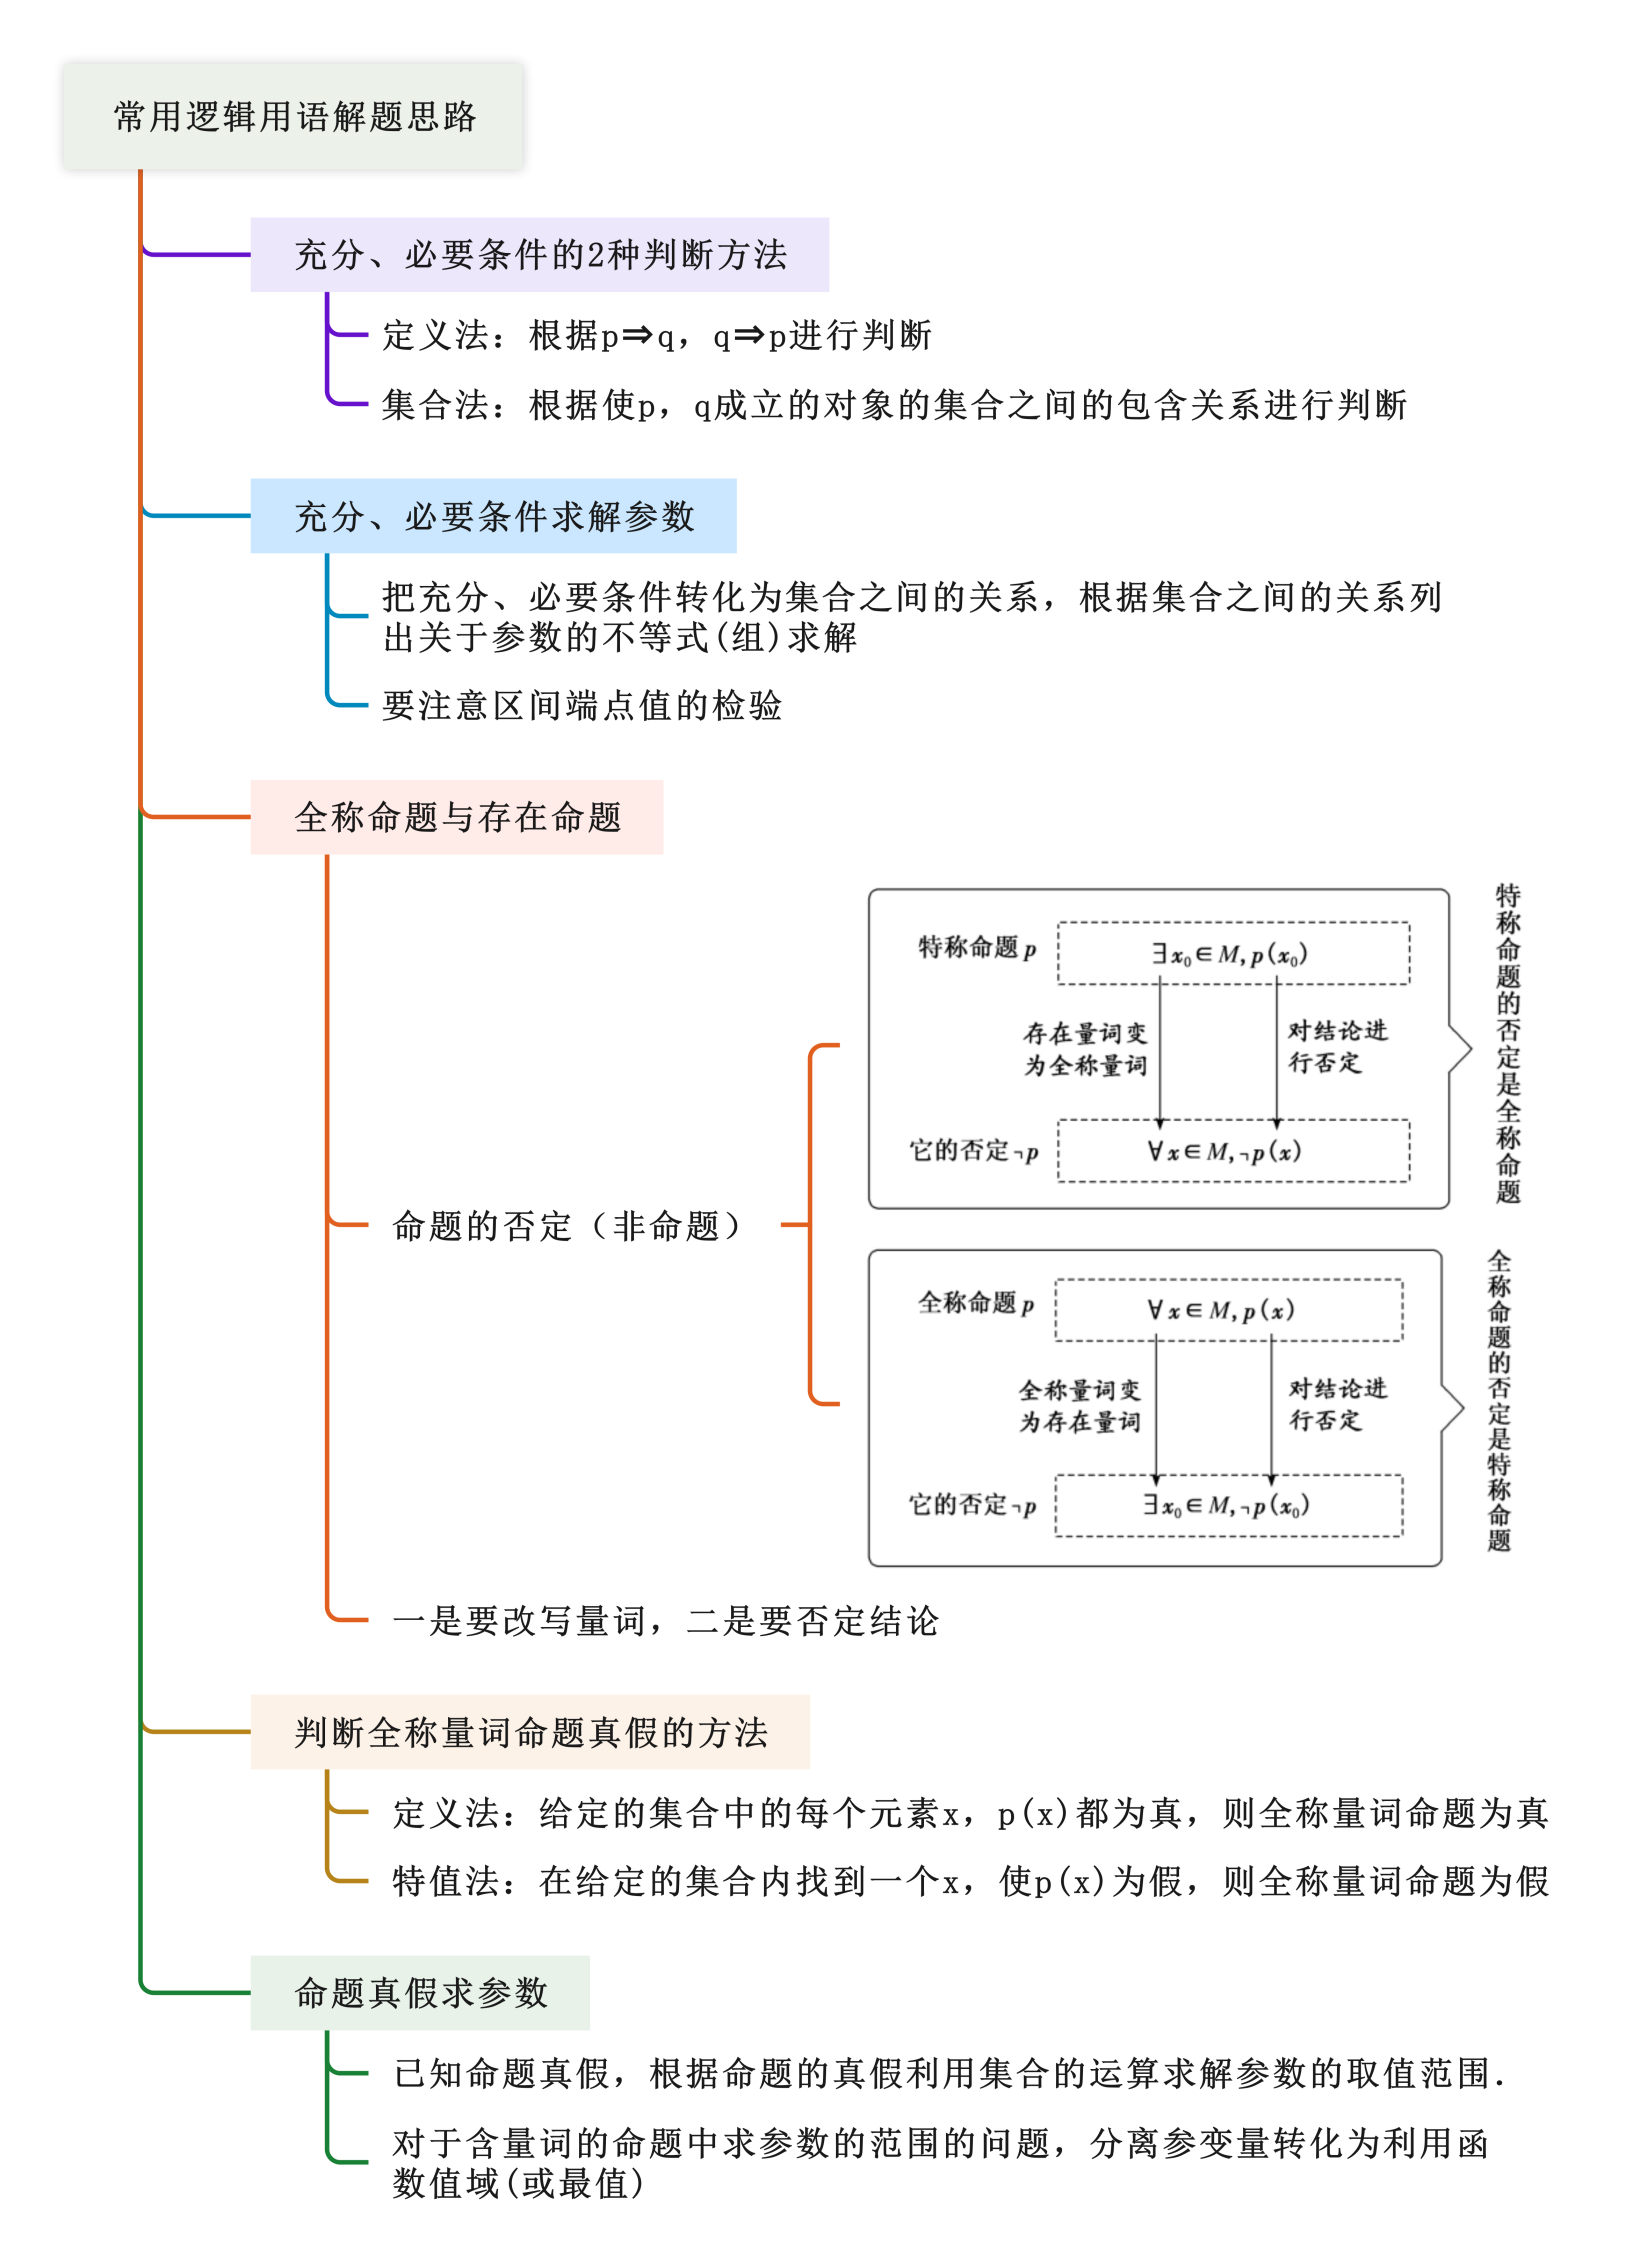 常用逻辑用语解题思路
充分、必要条件的2种判断方法
定义法：根据p⇒q，q⇒p进行判断
集合法：根据使p，q成立的对象的集合之间的包含关系进行判断
充分、必要条件求解参数
把充分、必要条件转化为集合之间的关系，根据集合之间的关系列
出关于参数的不等式(组)求解
要注意区间端点值的检验
全称命题与存在命题
命题的否定（非命题）
特称命题p
∃x₀∈M,p(x₀)
存在量词变
为全称量词
对结论进
行否定
它的否定¬p
∀x∈M,¬p(x)
特称命题的否定是全称命题
全称命题p
∀x∈M,p(x)
全称量词变
为存在量词
对结论进
行否定
它的否定¬p
∃x₀∈M,¬p(x₀)
全称命题的否定是特称命题
一是要改写量词，二是要否定结论
判断全称量词命题真假的方法
定义法：给定的集合中的每个元素x，p(x)都为真，则全称量词命题为真
特值法：在给定的集合内找到一个x，使p(x)为假，则全称量词命题为假
命题真假求参数
已知命题真假，根据命题的真假利用集合的运算求解参数的取值范围．
对于含量词的命题中求参数的范围的问题，分离参变量转化为利用函
数值域(或最值)